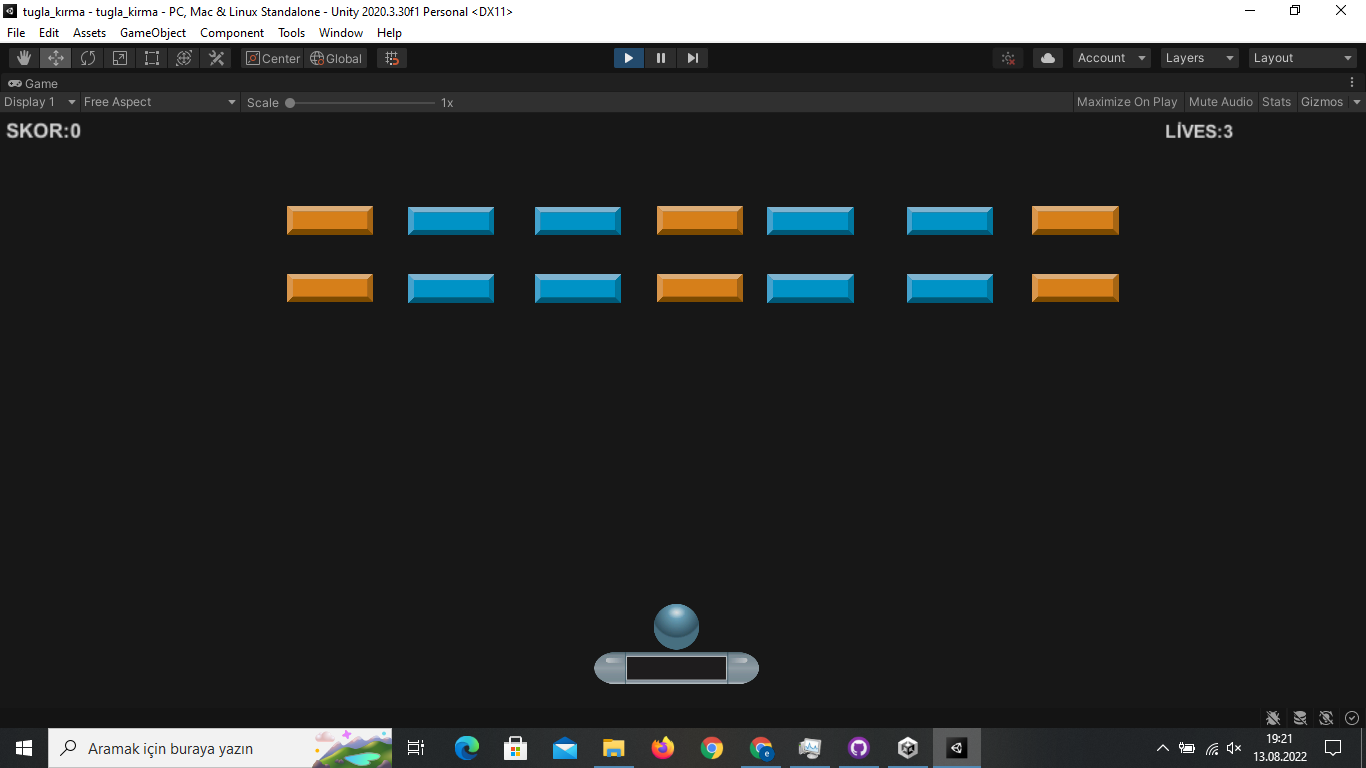 tugla_kırma - tugla_kirma - PC, Mac & Linux Standalone - Unity 2020.3.30f1 Personal <DX11>
File Edit Assets GameObject Component Tools Window Help
Center Global Account Layers Layout
Game
Display 1 Free Aspect Scale 1x Maximize On Play Mute Audio Stats Gizmos
SKOR:0 LİVES:3
Aramak için buraya yazın
19:21
13.08.2022